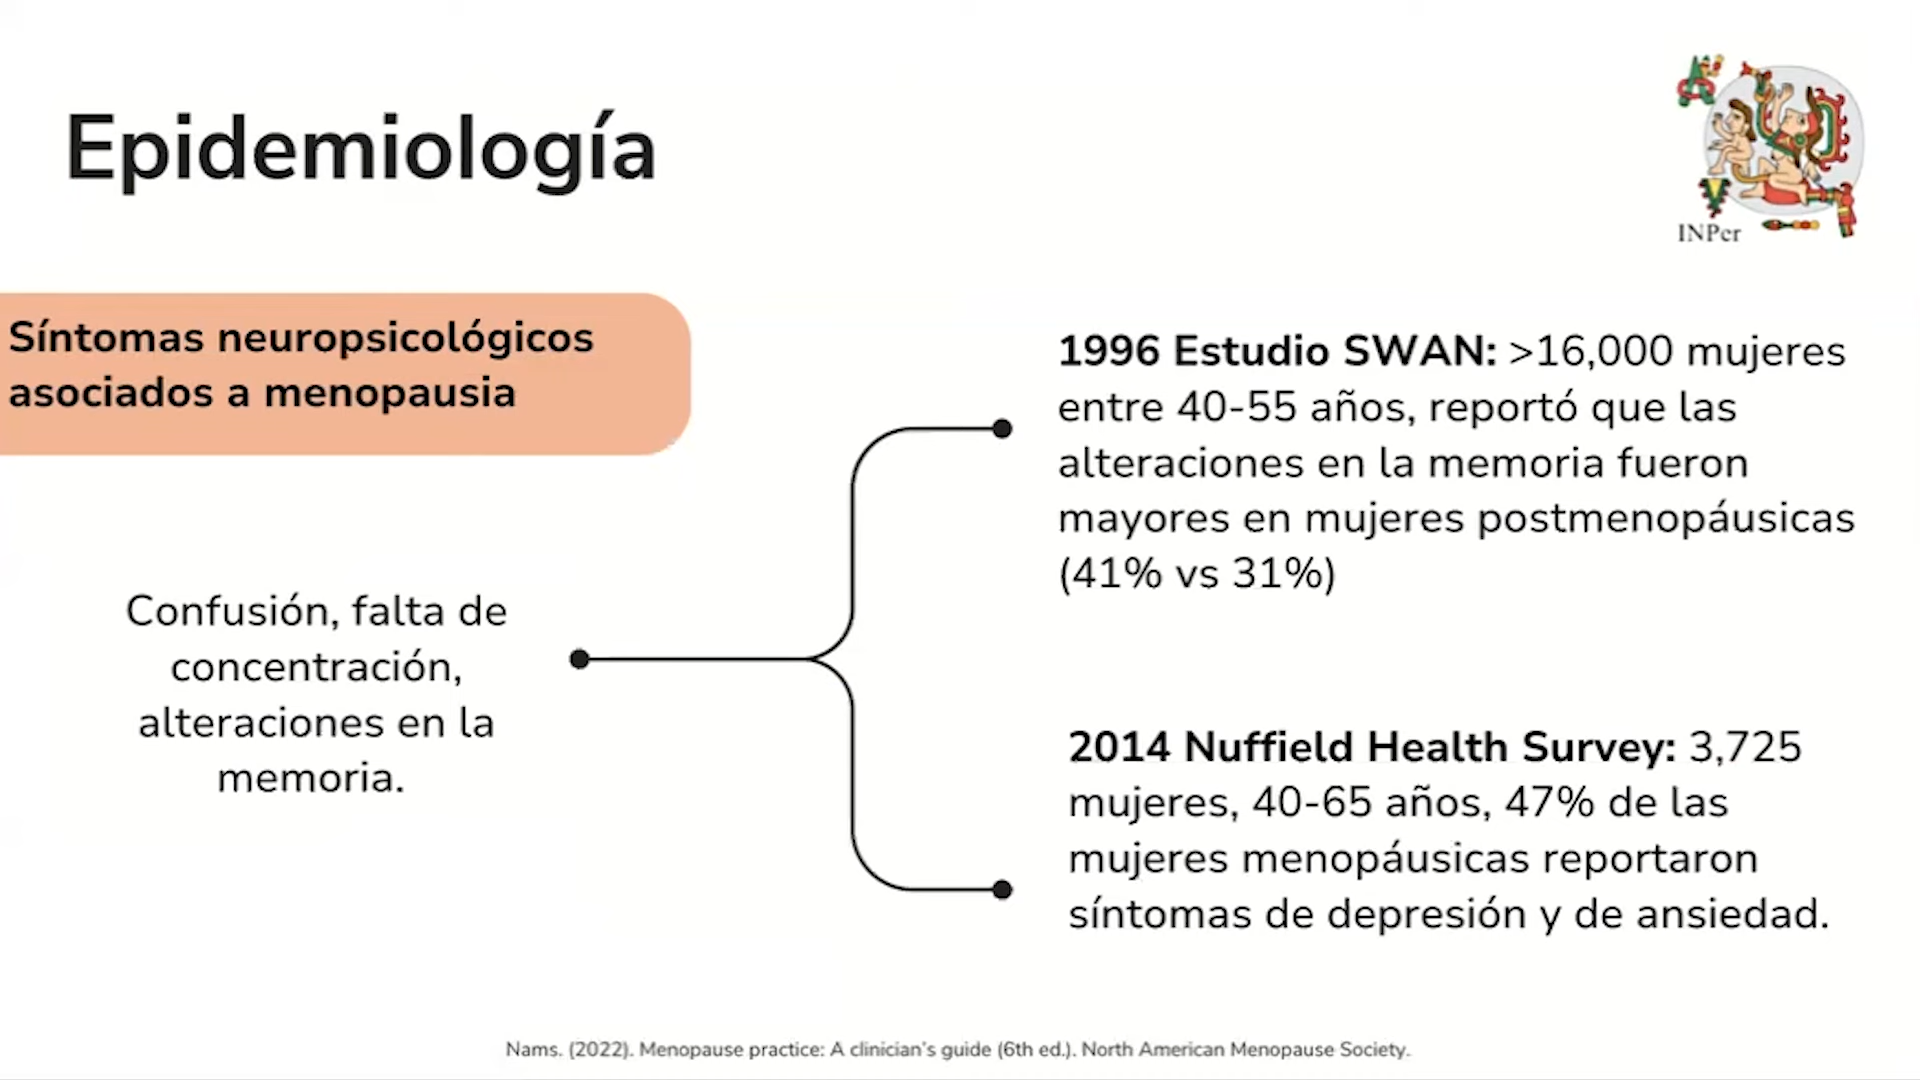 Epidemiología
INPer
Síntomas neuropsicológicos
asociados a menopausia
Confusión, falta de
concentración,
alteraciones en la
memoria.
1996 Estudio SWAN: >16,000 mujeres
entre 40-55 años, reportó que las
alteraciones en la memoria fueron
mayores en mujeres postmenopáusicas
(41% vs 31%)
2014 Nuffield Health Survey: 3,725
mujeres, 40-65 años, 47% de las
mujeres menopáusicas reportaron
síntomas de depresión y de ansiedad.
Nams. (2022). Menopause practice: A clinician's guide (6th ed.). North American Menopause Society.